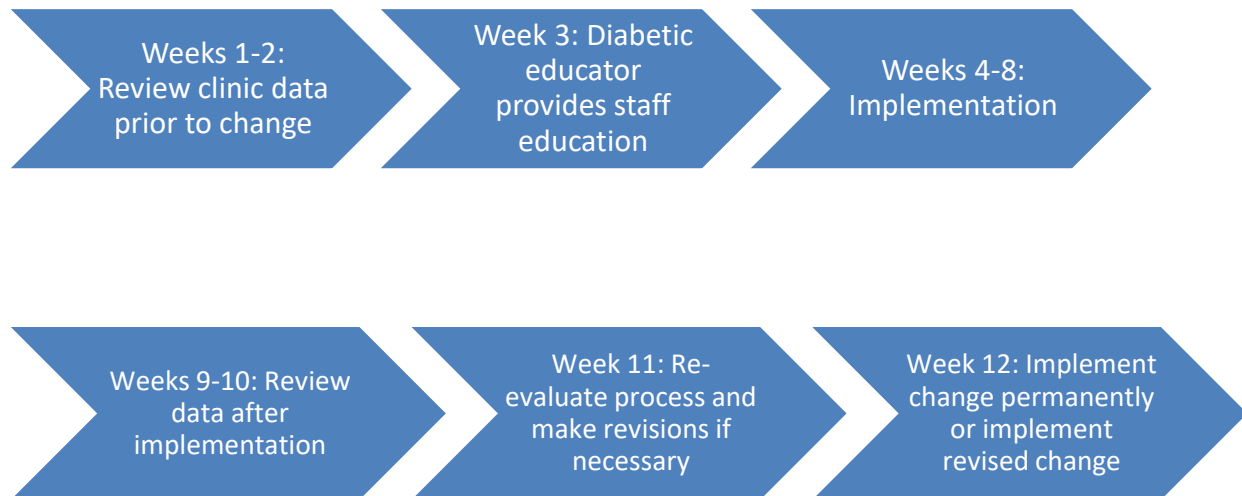 Weeks 1-2:
Review clinic data
prior to change
Week 3: Diabetic
educator
provides staff
education
Weeks 4-8:
Implementation
Weeks 9-10: Review
data after
implementation
Week 11: Re-
evaluate process and
make revisions if
necessary
Week 12: Implement
change permanently
or implement
revised change